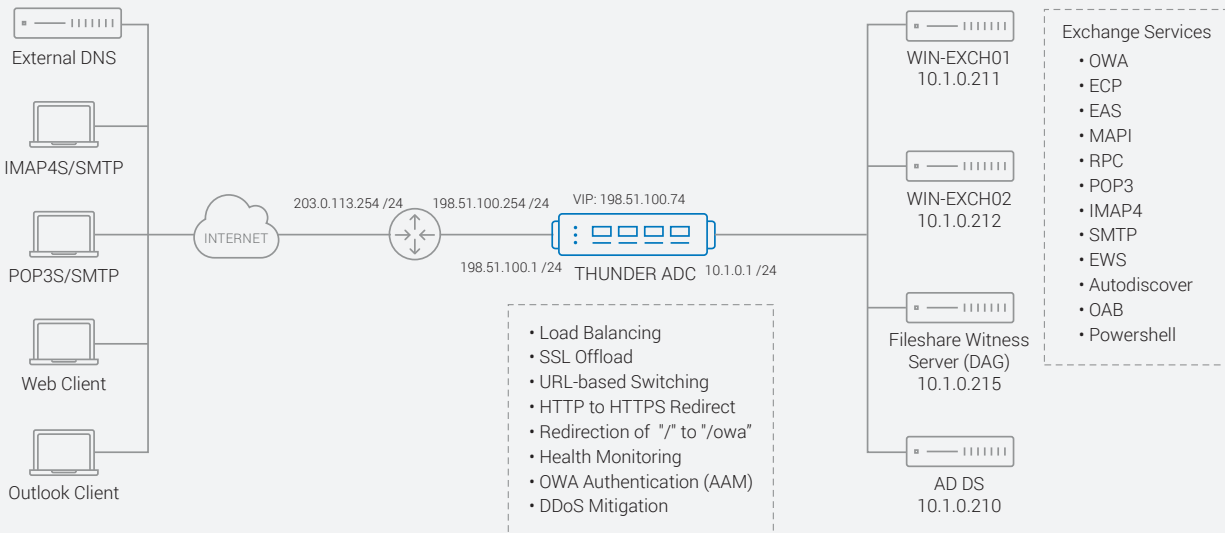 External DNS
IMAP4S/SMTP
POP3S/SMTP
Web Client
Outlook Client
INTERNET
203.0.113.254 /24
198.51.100.254 /24
VIP: 198.51.100.74
198.51.100.1 /24
THUNDER ADC
10.1.0.1 /24
• Load Balancing
• SSL Offload
• URL-based Switching
• HTTP to HTTPS Redirect
• Redirection of "/" to "/owa”
• Health Monitoring
• OWA Authentication (AAM)
• DDoS Mitigation
WIN-EXCH01
10.1.0.211
WIN-EXCH02
10.1.0.212
Fileshare Witness
Server (DAG)
10.1.0.215
AD DS
10.1.0.210
Exchange Services
• OWA
• ECP
• EAS
• MAPI
• RPC
• POP3
• IMAP4
• SMTP
• EWS
• Autodiscover
• OAB
• Powershell